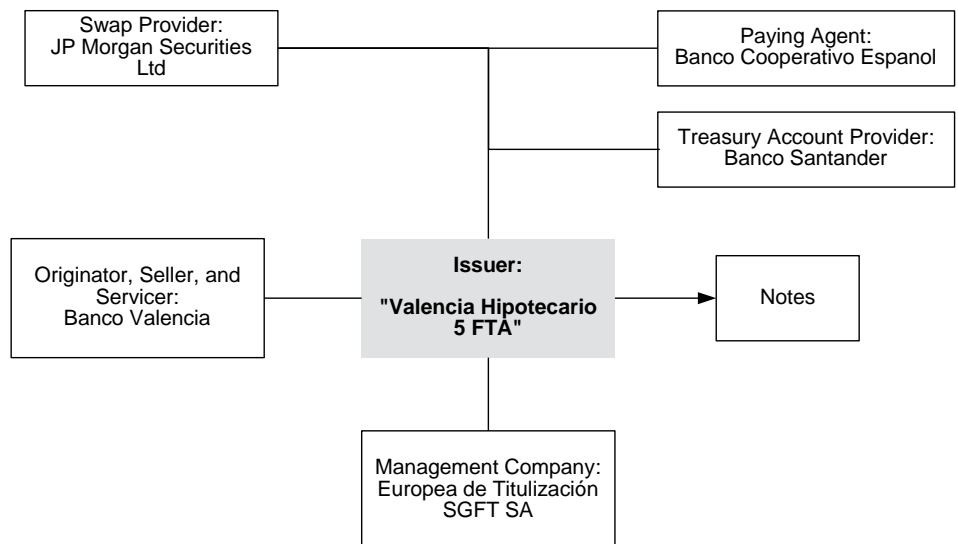 Swap Provider:
JP Morgan Securities
Ltd
Paying Agent:
Banco Cooperativo Espanol
Treasury Account Provider:
Banco Santander
Originator, Seller, and
Servicer:
Banco Valencia
Issuer:
"Valencia Hipotecario
5 FTA"
Notes
Management Company:
Europea de Titulización
SGFT SA